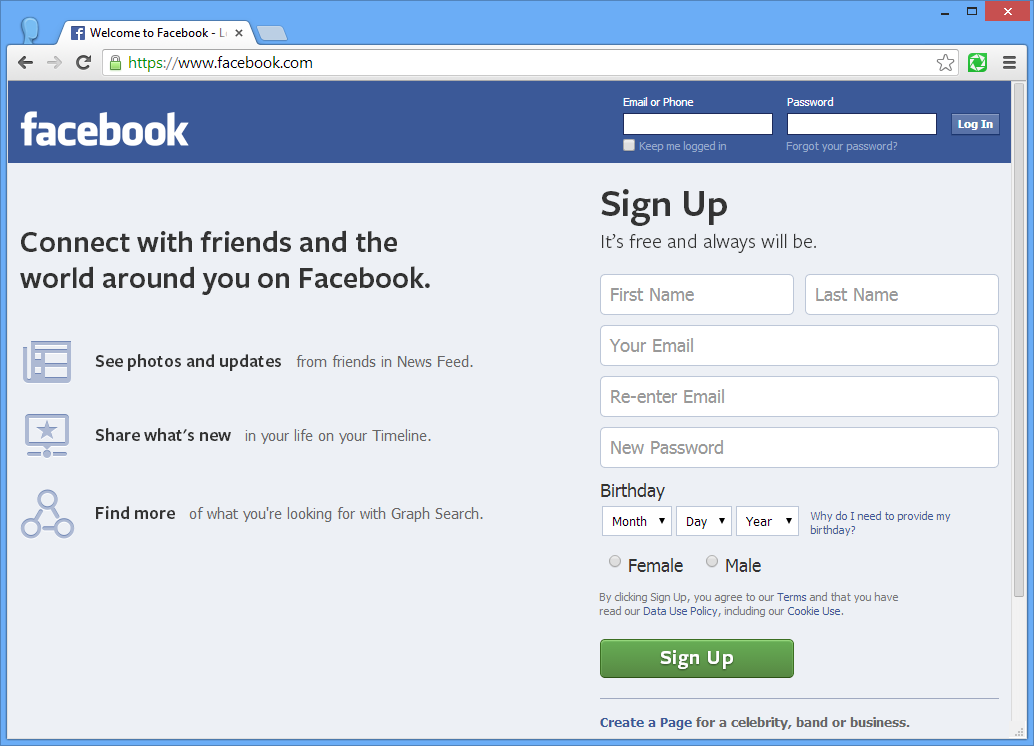 Welcome to Facebook - L
https://www.facebook.com
facebook
Email or Phone
Password
Log In
Keep me logged in
Forgot your password?
Connect with friends and the
world around you on Facebook.
See photos and updates from friends in News Feed.
Share what's new in your life on your Timeline.
Find more of what you're looking for with Graph Search.
Sign Up
It's free and always will be.
First Name
Last Name
Your Email
Re-enter Email
New Password
Birthday
Month
Day
Year
Why do I need to provide my
birthday?
Female
Male
By clicking Sign Up, you agree to our Terms and that you have
read our Data Use Policy, including our Cookie Use.
Sign Up
Create a Page for a celebrity, band or business.